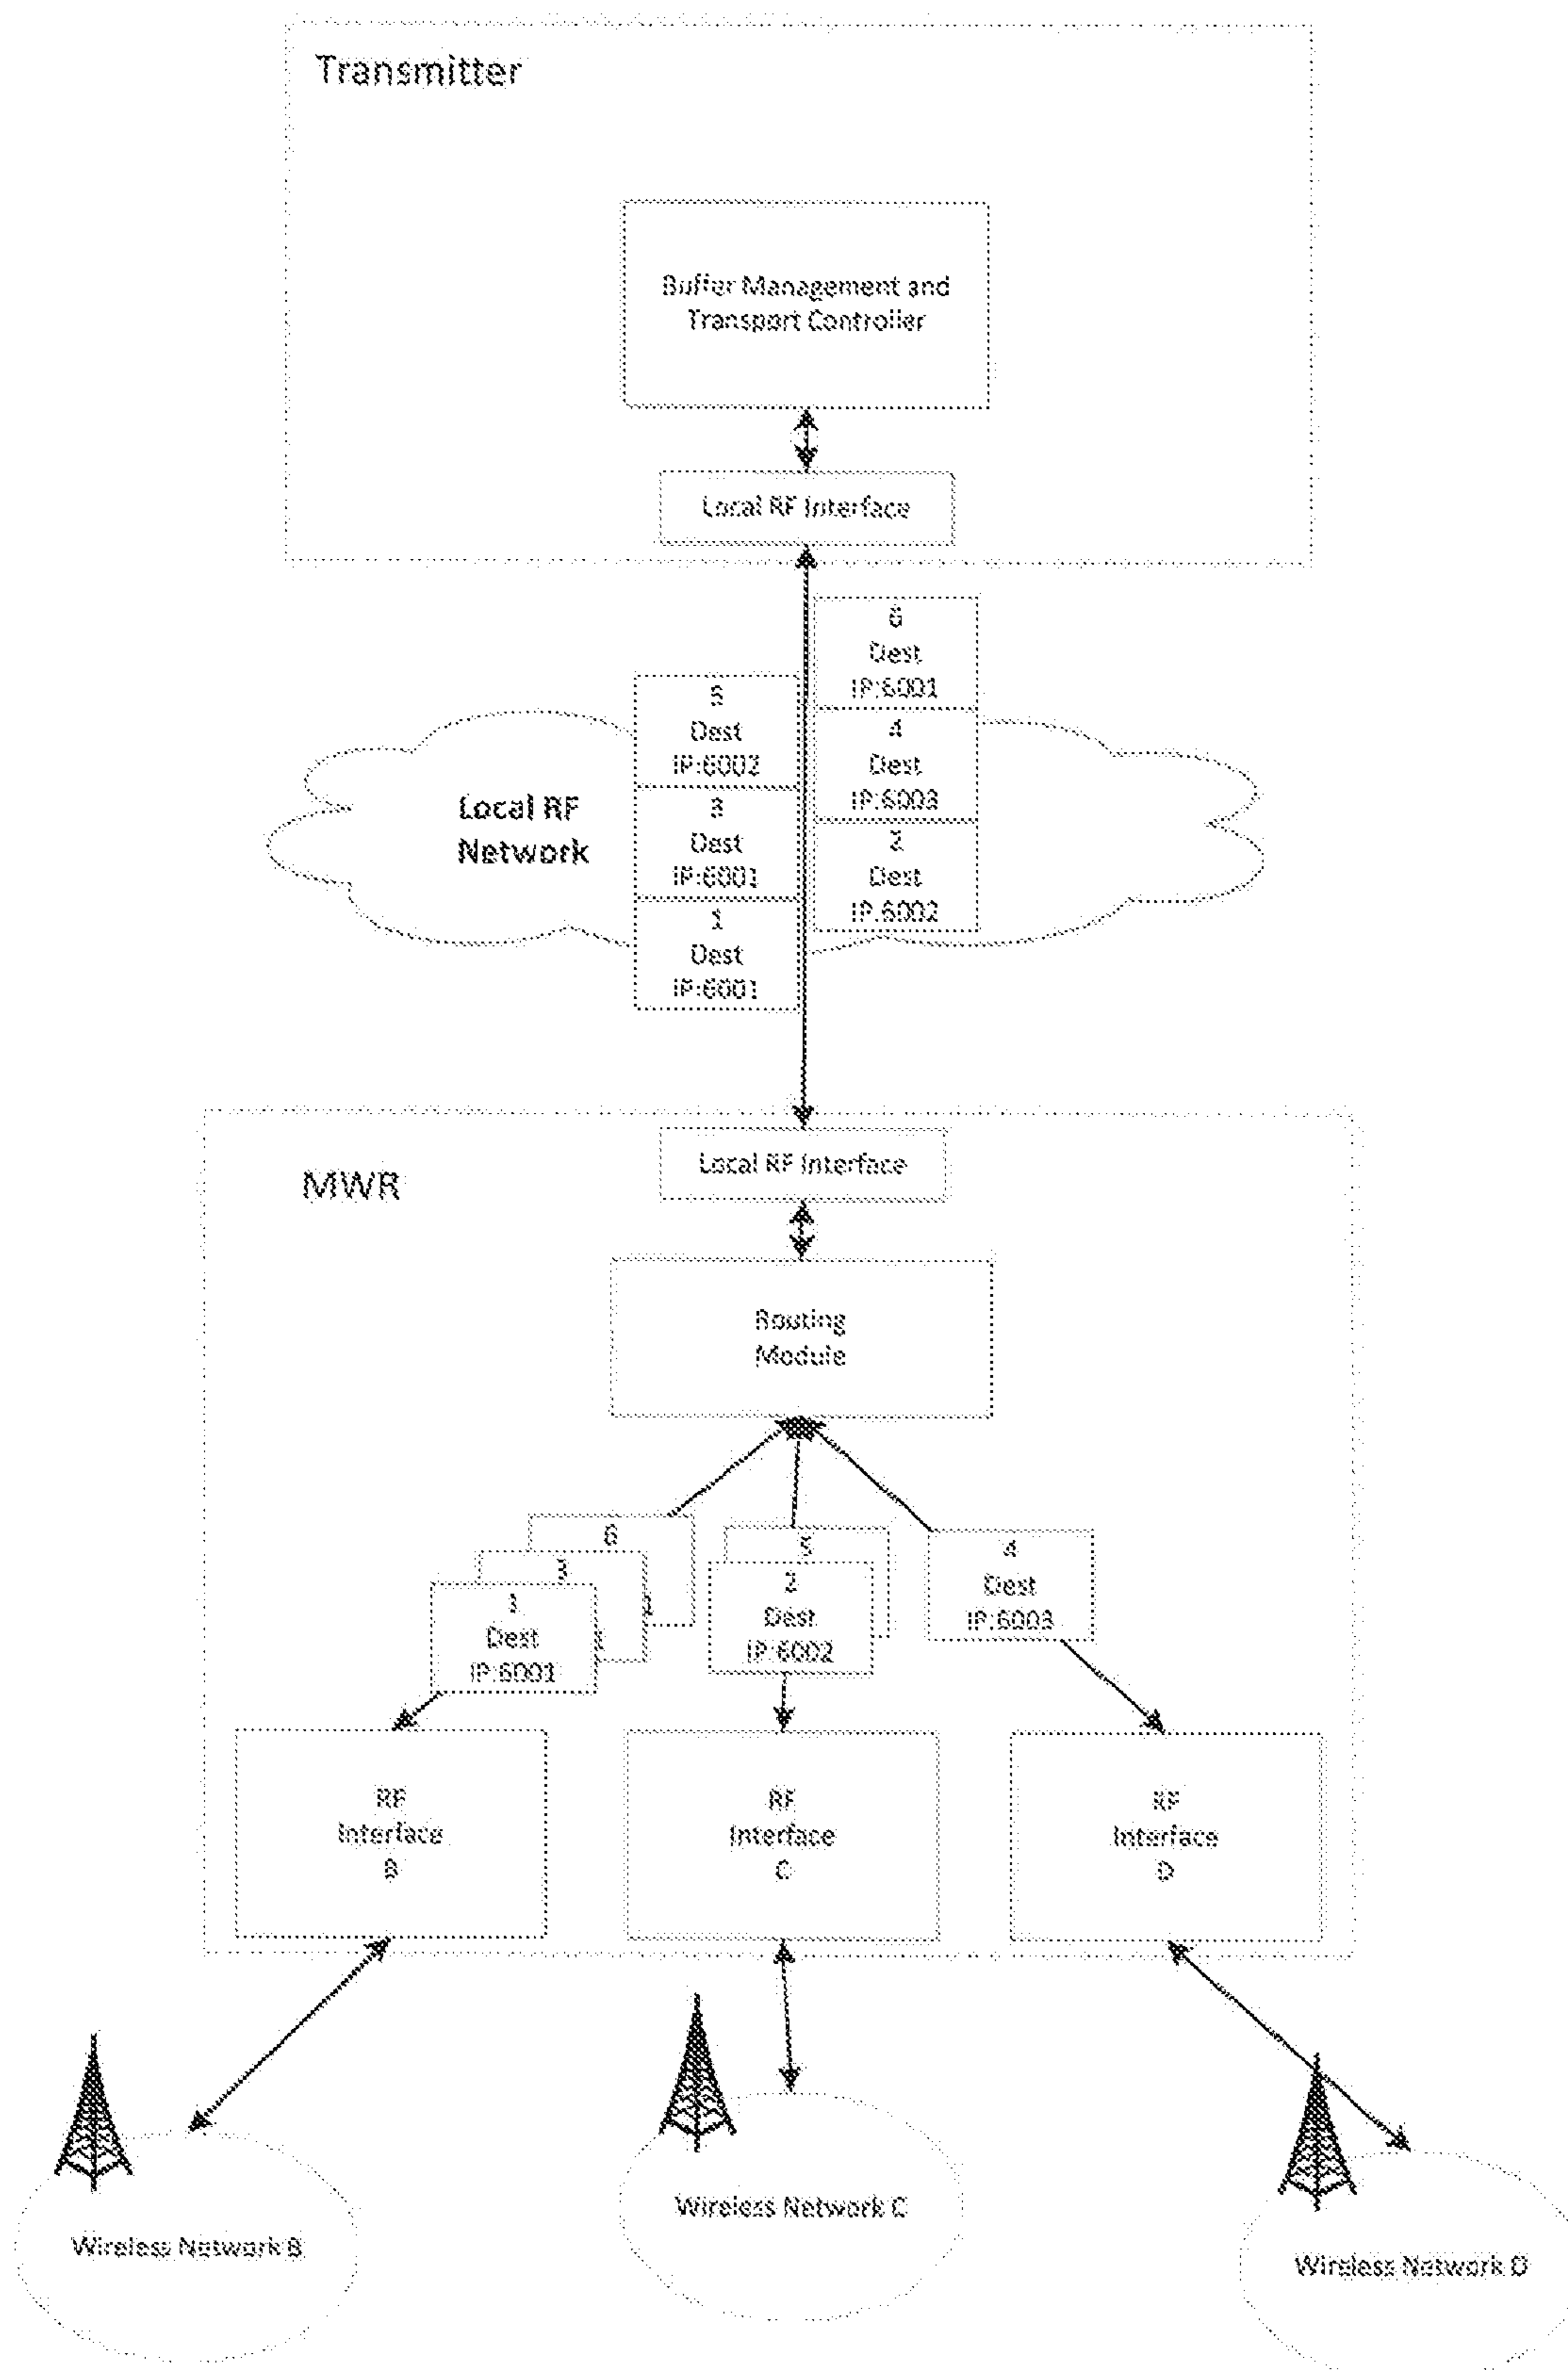 Transmitter
Buffer Management and
Transport Controller
Local RF Interface
6
Dest
IP:6001
5
Dest
IP:6002
4
Dest
IP:6003
Local RF
Network
3
Dest
IP:6001
2
Dest
IP:6002
1
Dest
IP:6001
MWR
Local RF Interface
Routing
Module
6
3
1
Dest
IP:6001
5
2
Dest
IP:6002
4
Dest
IP:6003
RF
Interface
B
RF
Interface
C
RF
Interface
D
Wireless Network B
Wireless Network C
Wireless Network D